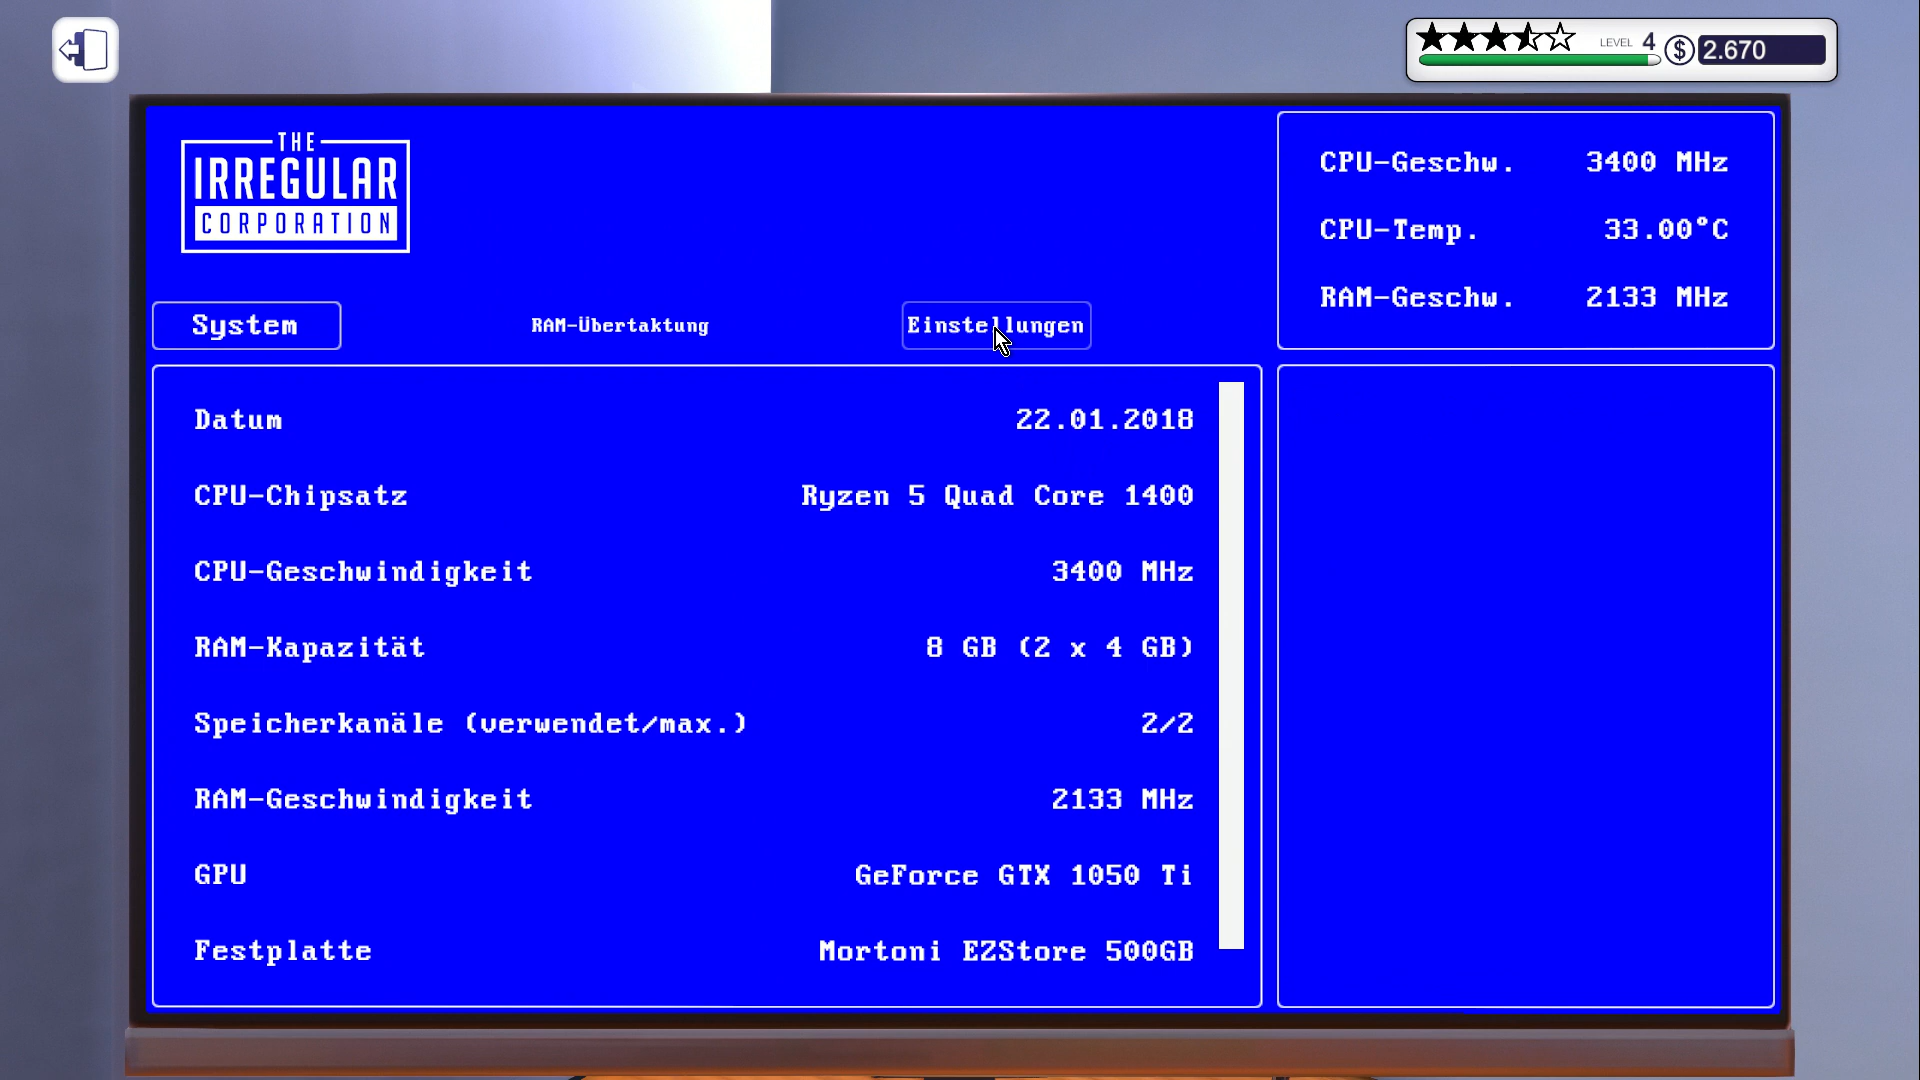 LEVEL 4 $ 2.670
THE
IRREGULAR
CORPORATION
CPU-Geschw. 3400 MHz
CPU-Temp. 33.00°C
RAM-Geschw. 2133 MHz
System RAM-Übertaktung Einstellungen
Datum 22.01.2018
CPU-Chipsatz Ryzen 5 Quad Core 1400
CPU-Geschwindigkeit 3400 MHz
RAM-Kapazität 8 GB (2 x 4 GB)
Speicherkanäle (verwendet/max.) 2/2
RAM-Geschwindigkeit 2133 MHz
GPU GeForce GTX 1050 Ti
Festplatte Mortoni EZStore 500GB